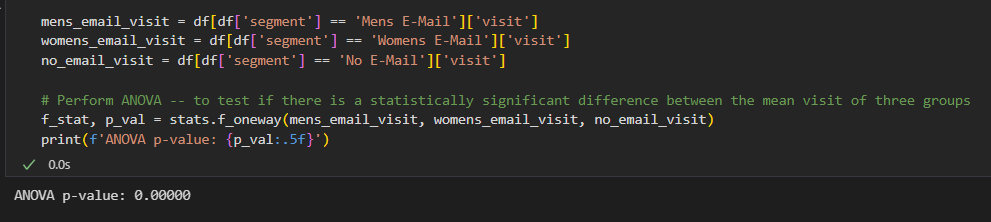 mens_email_visit = df[df['segment'] == 'Mens E-Mail']['visit']
womens_email_visit = df[df['segment'] == 'Womens E-Mail']['visit']
no_email_visit = df[df['segment'] == 'No E-Mail']['visit']
# Perform ANOVA -- to test if there is a statistically significant difference between the mean visit of three groups
f_stat, p_val = stats.f_oneway(mens_email_visit, womens_email_visit, no_email_visit)
print(f'ANOVA p-value: {p_val:.5f}')
✓ 0.0s
ANOVA p-value: 0.00000